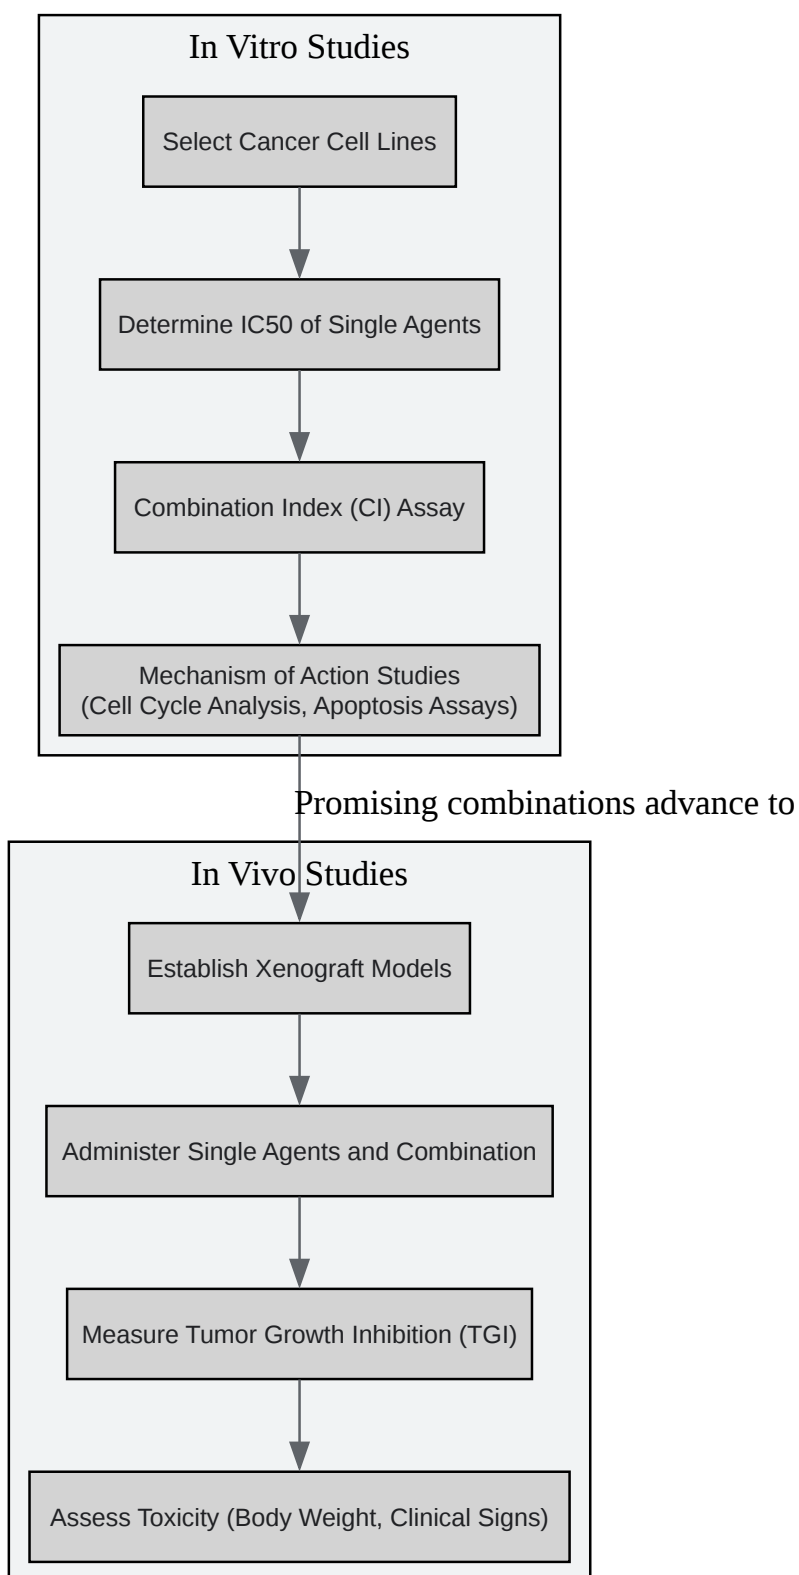 In Vitro Studies
Select Cancer Cell Lines
Determine IC50 of Single Agents
Combination Index (CI) Assay
Mechanism of Action Studies
(Cell Cycle Analysis, Apoptosis Assays)
Promising combinations advance to
In Vivo Studies
Establish Xenograft Models
Administer Single Agents and Combination
Measure Tumor Growth Inhibition (TGI)
Assess Toxicity (Body Weight, Clinical Signs)